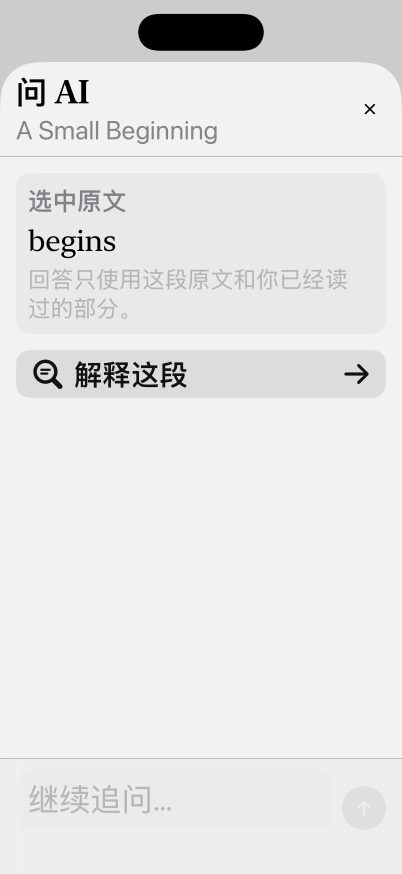 问 AI
A Small Beginning
选中原文
begins
回答只使用这段原文和你已经读
过的部分。
解释这段
继续追问...